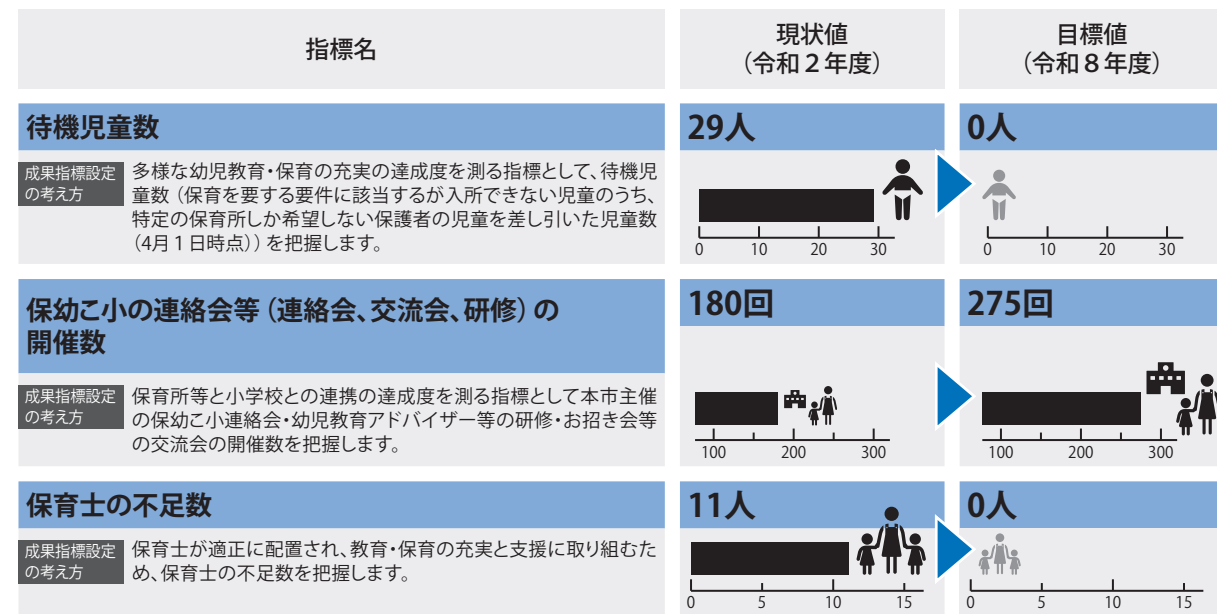 指標名
現状値
（令和２年度）
目標値
（令和８年度）
待機児童数
29人
0人
成果指標設定
の考え方
多様な幼児教育・保育の充実の達成度を測る指標として、待機児
童数（保育を要する要件に該当するが入所できない児童のうち、
特定の保育所しか希望しない保護者の児童を差し引いた児童数
（4月１日時点））を把握します。
0 10 20 30
0 10 20 30
保幼こ小の連絡会等（連絡会、交流会、研修）の
開催数
180回
275回
成果指標設定
の考え方
保育所等と小学校との連携の達成度を測る指標として本市主催
の保幼こ小連絡会・幼児教育アドバイザー等の研修・お招き会等
の交流会の開催数を把握します。
100 200 300
100 200 300
保育士の不足数
11人
0人
成果指標設定
の考え方
保育士が適正に配置され、教育・保育の充実と支援に取り組むた
め、保育士の不足数を把握します。
0 5 10 15
0 5 10 15